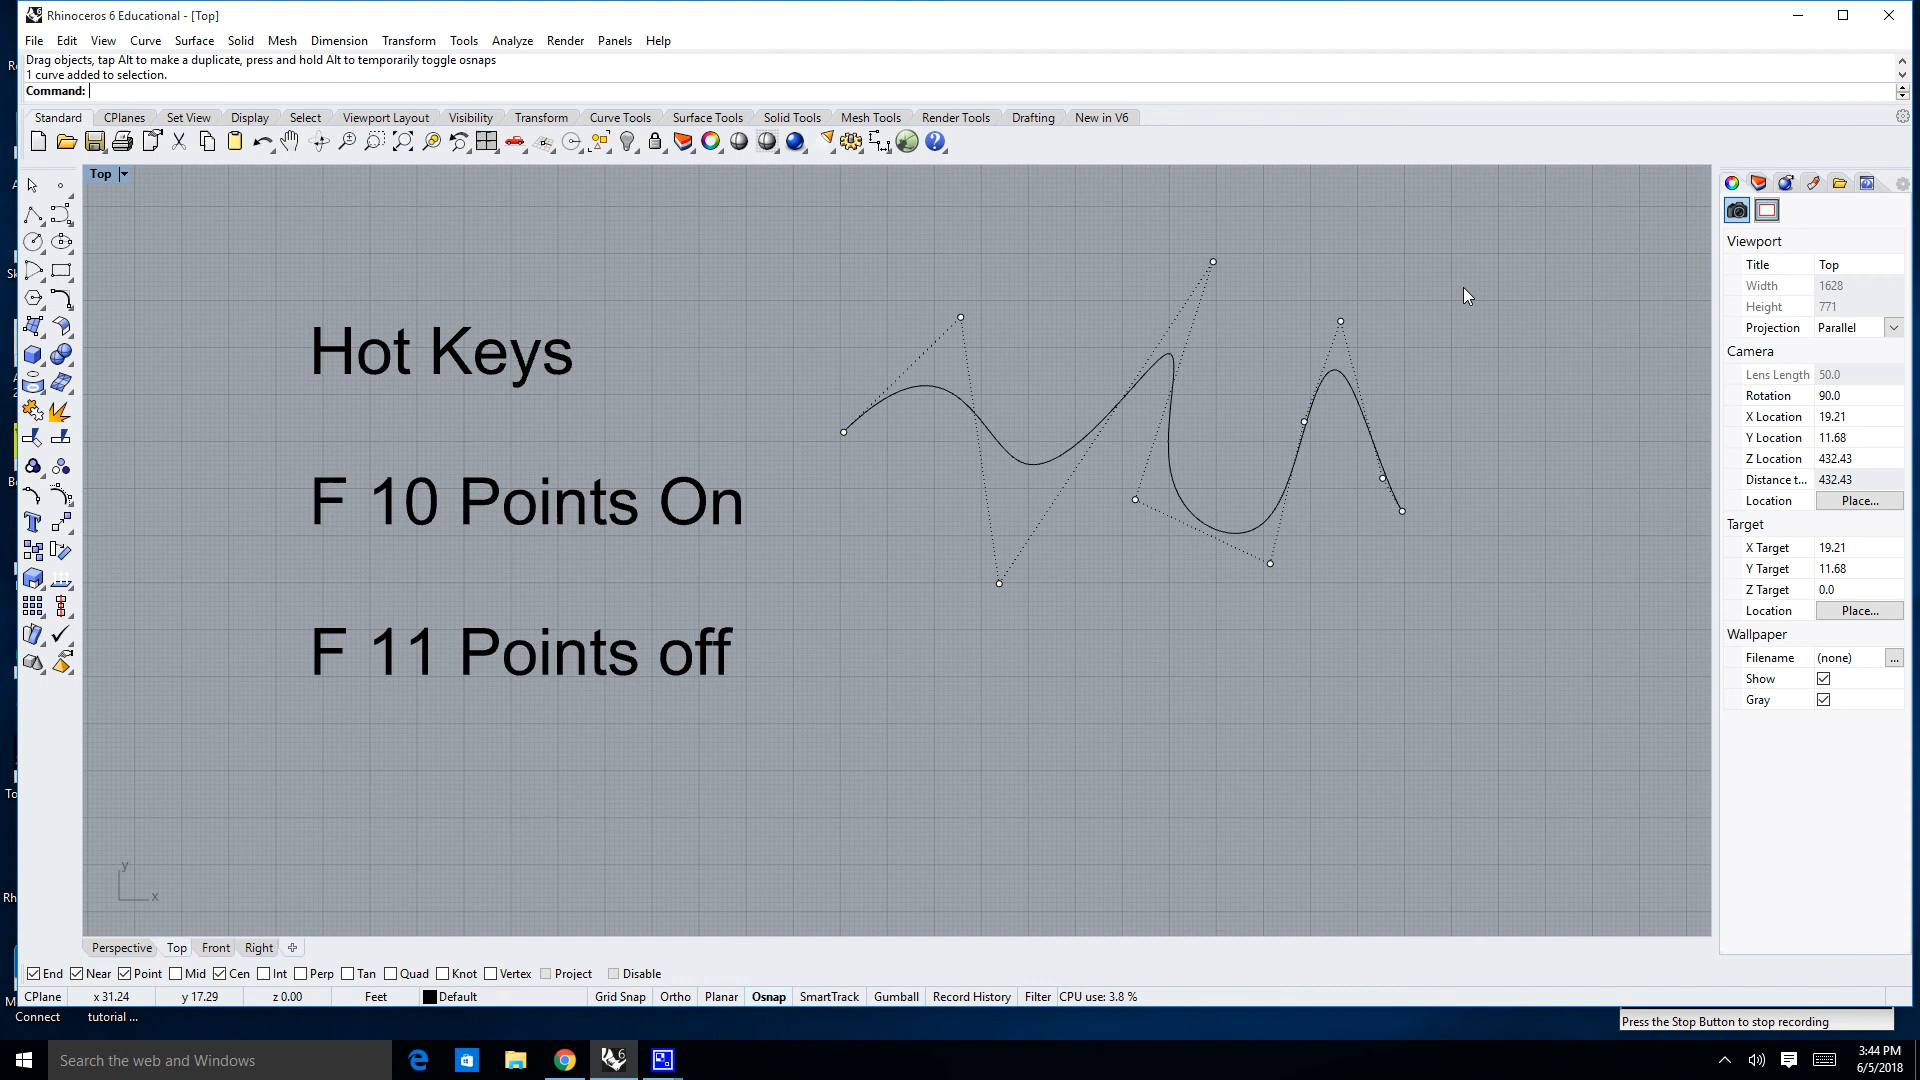 Rhinoceros 6 Educational - [Top]
File Edit View Curve Surface Solid Mesh Dimension Transform Tools Analyze Render Panels Help
Drag objects, tap Alt to make a duplicate, press and hold Alt to temporarily toggle osnaps
1 curve added to selection.
Command:
Standard CPlanes Set View Display Select Viewport Layout Visibility Transform Curve Tools Surface Tools Solid Tools Mesh Tools Render Tools Drafting New in V6
Top
Hot Keys
F 10 Points On
F 11 Points off
y
x
Viewport
Title Top
Width 1628
Height 771
Projection Parallel
Camera
Lens Length 50.0
Rotation 90.0
X Location 19.21
Y Location 11.68
Z Location 432.43
Distance t... 432.43
Location Place...
Target
X Target 19.21
Y Target 11.68
Z Target 0.0
Location Place...
Wallpaper
Filename (none) ...
Show
Gray
Perspective Top Front Right
End Near Point Mid Cen Int Perp Tan Quad Knot Vertex Project Disable
CPlane x 31.24 y 17.29 z 0.00 Feet Default Grid Snap Ortho Planar Osnap SmartTrack Gumball Record History Filter CPU use: 3.8 %
Connect tutorial ...
Press the Stop Button to stop recording
Search the web and Windows
3:44 PM
6/5/2018